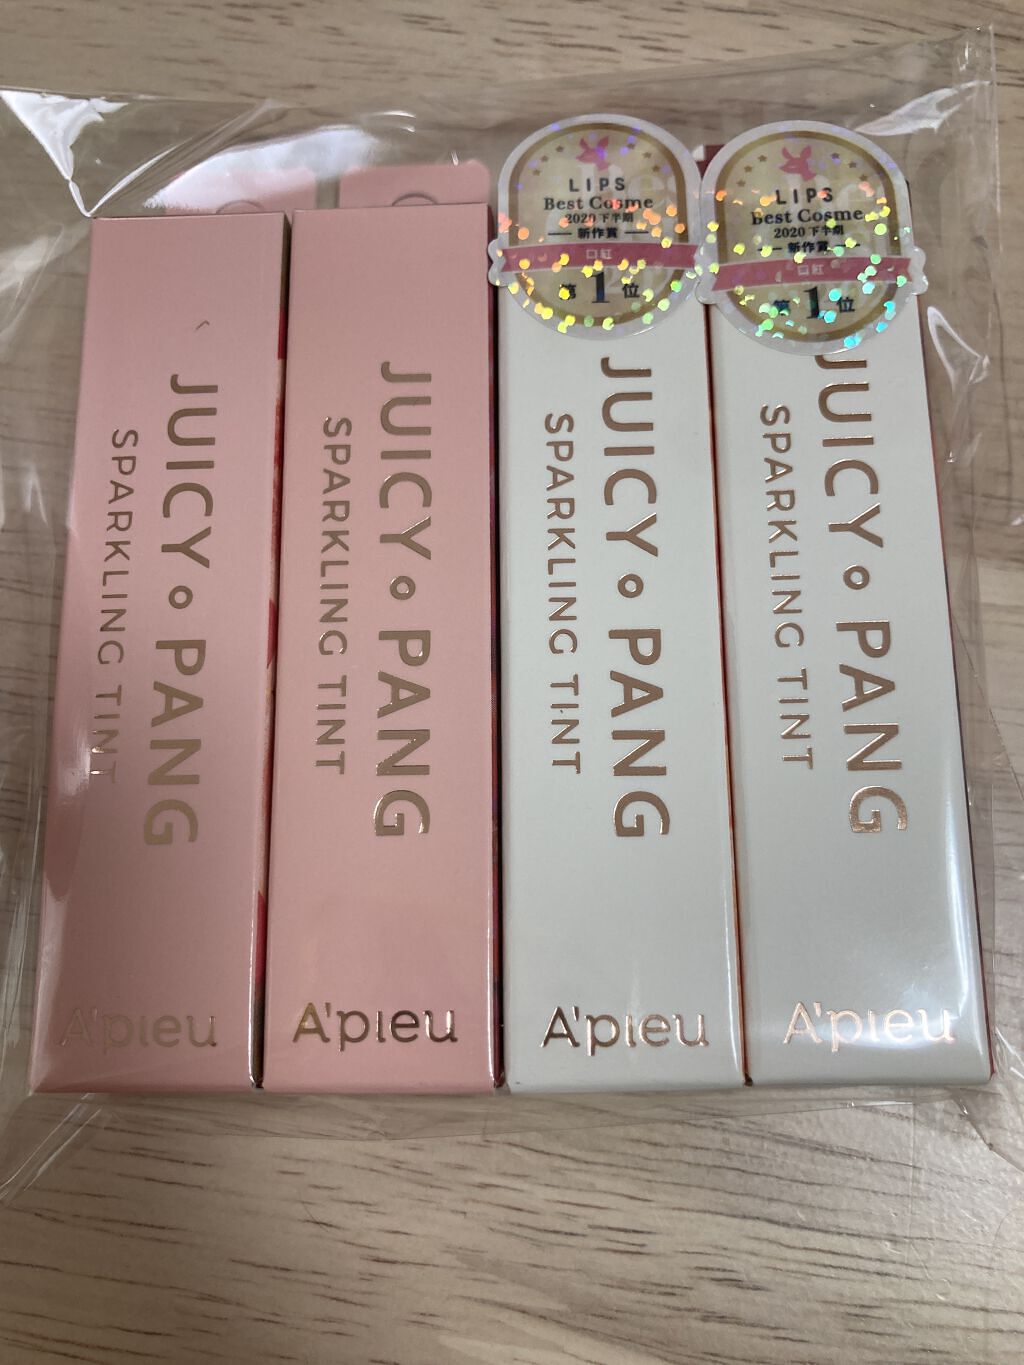 JUICY PANG
SPARKLING TINT
A'pieu
JUICY PANG
SPARKLING TINT
A'pieu
LIPS
Best Cosme
2020 下半期
新作賞
口紅
第1位
JUICY PANG
SPARKLING TINT
A'pieu
LIPS
Best Cosme
2020 下半期
新作賞
口紅
第1位
JUICY PANG
SPARKLING TINT
A'pieu